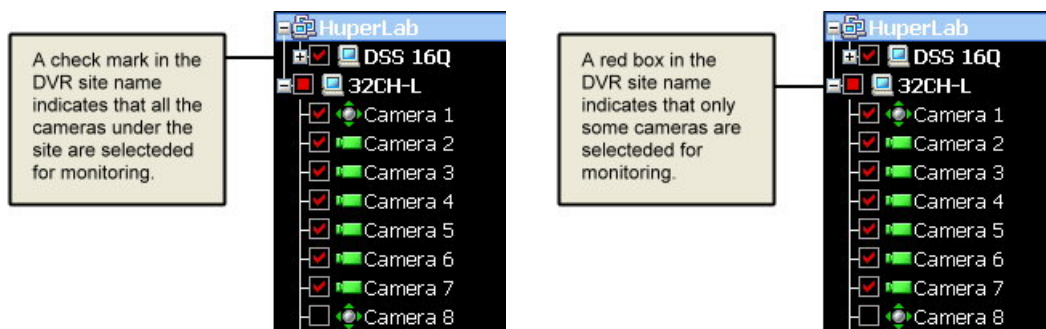 A check mark in the
DVR site name
indicates that all the
cameras under the
site are selecteded
for monitoring.
HuperLab
DSS 16Q
32CH-L
Camera 1
Camera 2
Camera 3
Camera 4
Camera 5
Camera 6
Camera 7
Camera 8
A red box in the
DVR site name
indicates that only
some cameras are
selecteded for
monitoring.
HuperLab
DSS 16Q
32CH-L
Camera 1
Camera 2
Camera 3
Camera 4
Camera 5
Camera 6
Camera 7
Camera 8